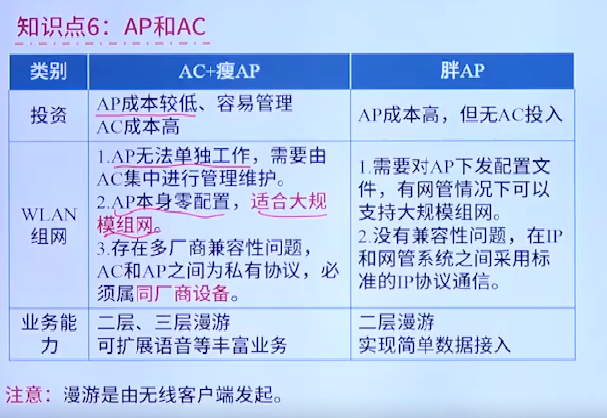 知识点6：AP和AC
类别
AC+瘦AP
胖AP
投资
AP成本较低、容易管理
AC成本高
AP成本高，但无AC投入
WLAN
组网
1.AP无法单独工作，需要由
AC集中进行管理维护。
2.AP本身零配置，适合大规
模组网。
3.存在多厂商兼容性问题，
AC和AP之间为私有协议，必
须属同厂商设备。
1.需要对AP下发配置文
件，有网管情况下可以
支持大规模组网。
2.没有兼容性问题，在IP
和网管系统之间采用标
准的IP协议通信。
业务能
力
二层、三层漫游
可扩展语音等丰富业务
二层漫游
实现简单数据接入
注意：漫游是由无线客户端发起。